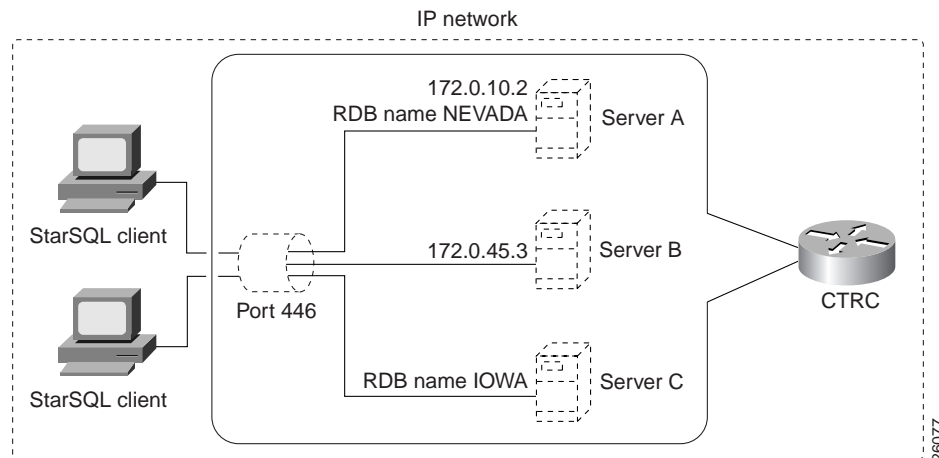 IP network
172.0.10.2
RDB name NEVADA
Server A
StarSQL client
172.0.45.3
Server B
Port 446
CTRC
RDB name IOWA
Server C
StarSQL client